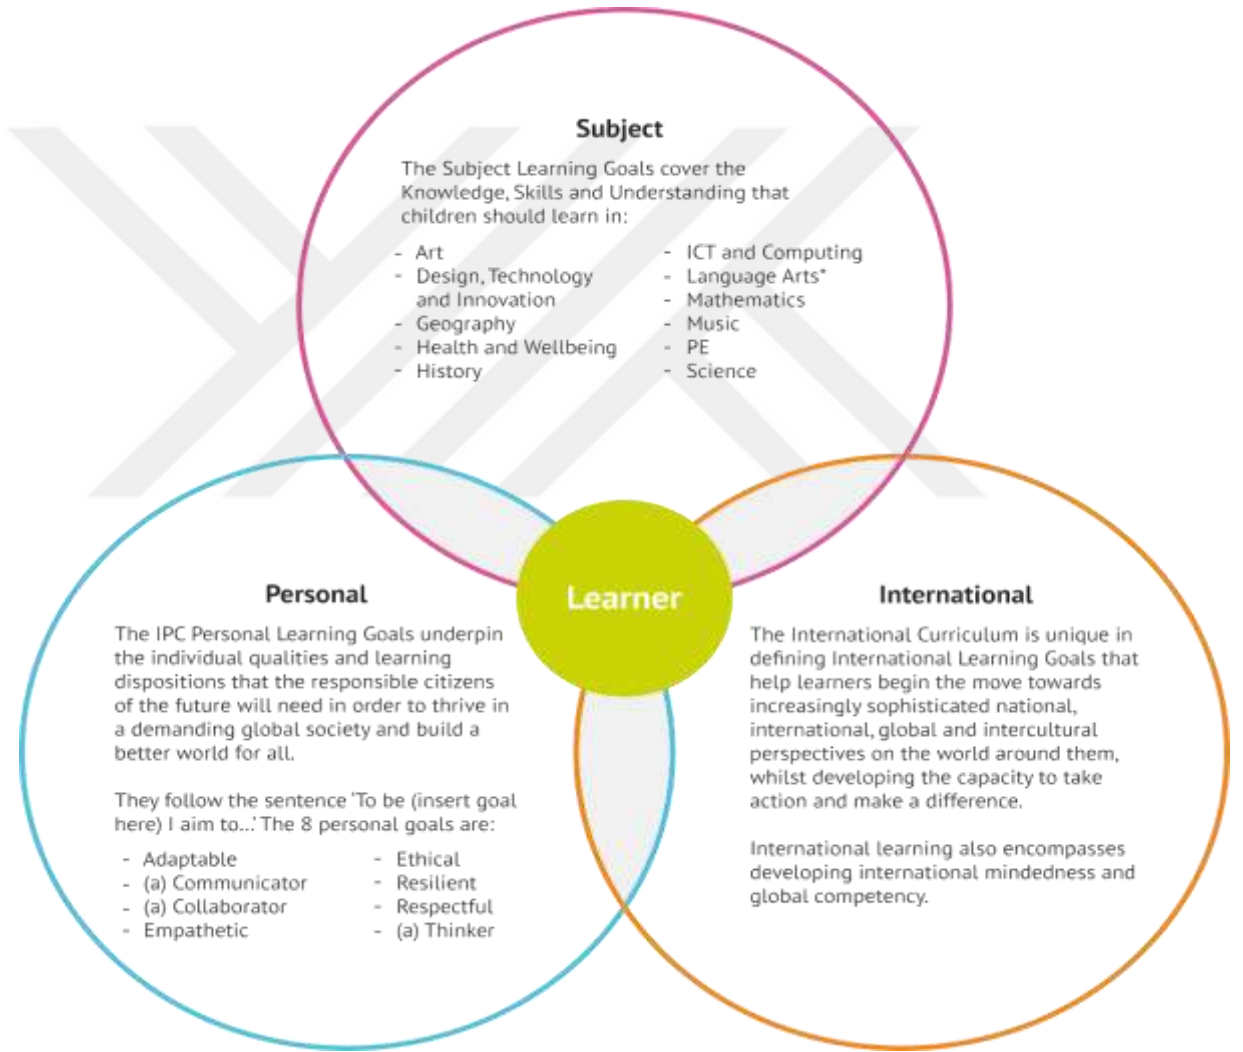 Subject
The Subject Learning Goals cover the
Knowledge, Skills and Understanding that
children should learn in:
- Art
- Design, Technology
and Innovation
- Geography
- Health and Wellbeing
- History
- ICT and Computing
- Language Arts*
- Mathematics
- Music
- PE
- Science
Learner
Personal
The IPC Personal Learning Goals underpin
the individual qualities and learning
dispositions that the responsible citizens
of the future will need in order to thrive in
a demanding global society and build a
better world for all.
They follow the sentence ‘To be (insert goal
here) I aim to...’ The 8 personal goals are:
- Adaptable
- (a) Communicator
- (a) Collaborator
- Empathetic
- Ethical
- Resilient
- Respectful
- (a) Thinker
International
The International Curriculum is unique in
defining International Learning Goals that
help learners begin the move towards
increasingly sophisticated national,
international, global and intercultural
perspectives on the world around them,
whilst developing the capacity to take
action and make a difference.
International learning also encompasses
developing international mindedness and
global competency.